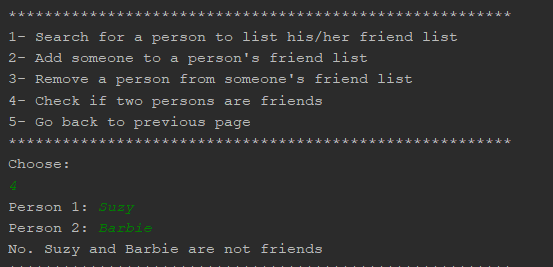 ********************************************************
1- Search for a person to list his/her friend list
2- Add someone to a person's friend list
3- Remove a person from someone's friend list
4- Check if two persons are friends
5- Go back to previous page
********************************************************
Choose:
4
Person 1: Suzy
Person 2: Barbie
No. Suzy and Barbie are not friends
********************************************************